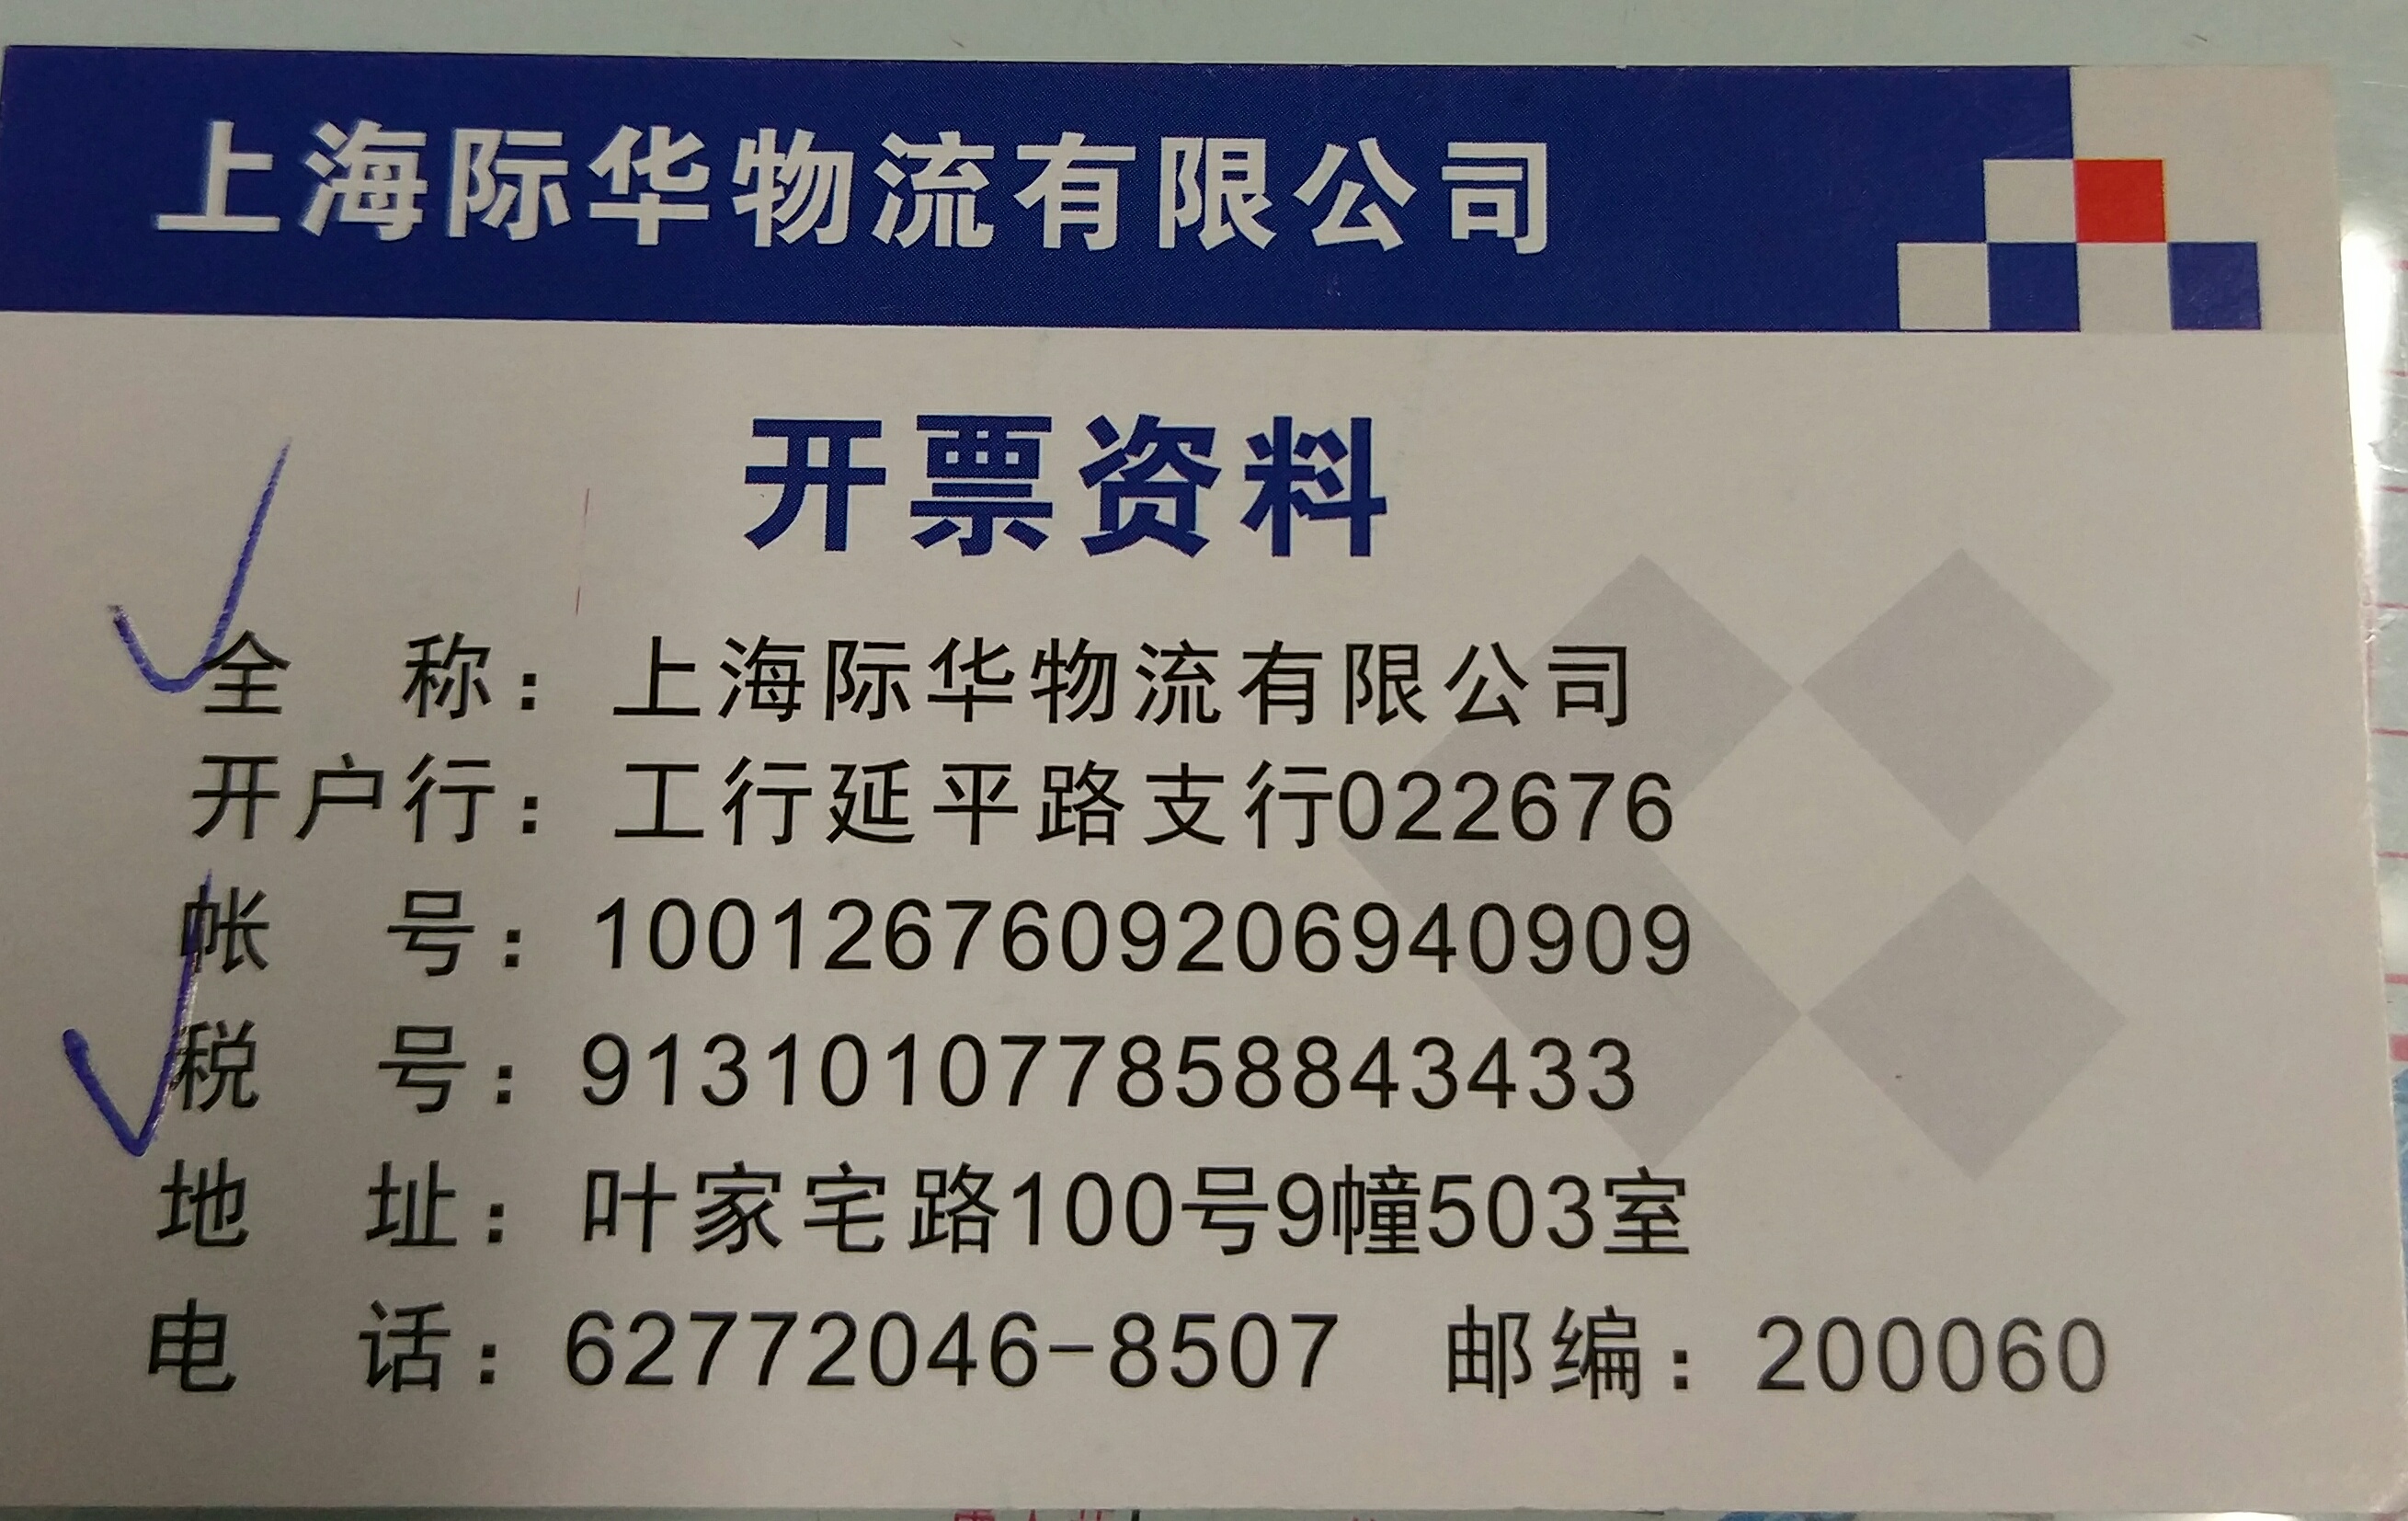 上海际华物流有限公司
开票资料
全 称：上海际华物流有限公司
开户行：工行延平路支行022676
帐 号：1001267609206940909
税 号：913101077858843433
地 址：叶家宅路100号9幢503室
电 话：62772046-8507 邮编：200060